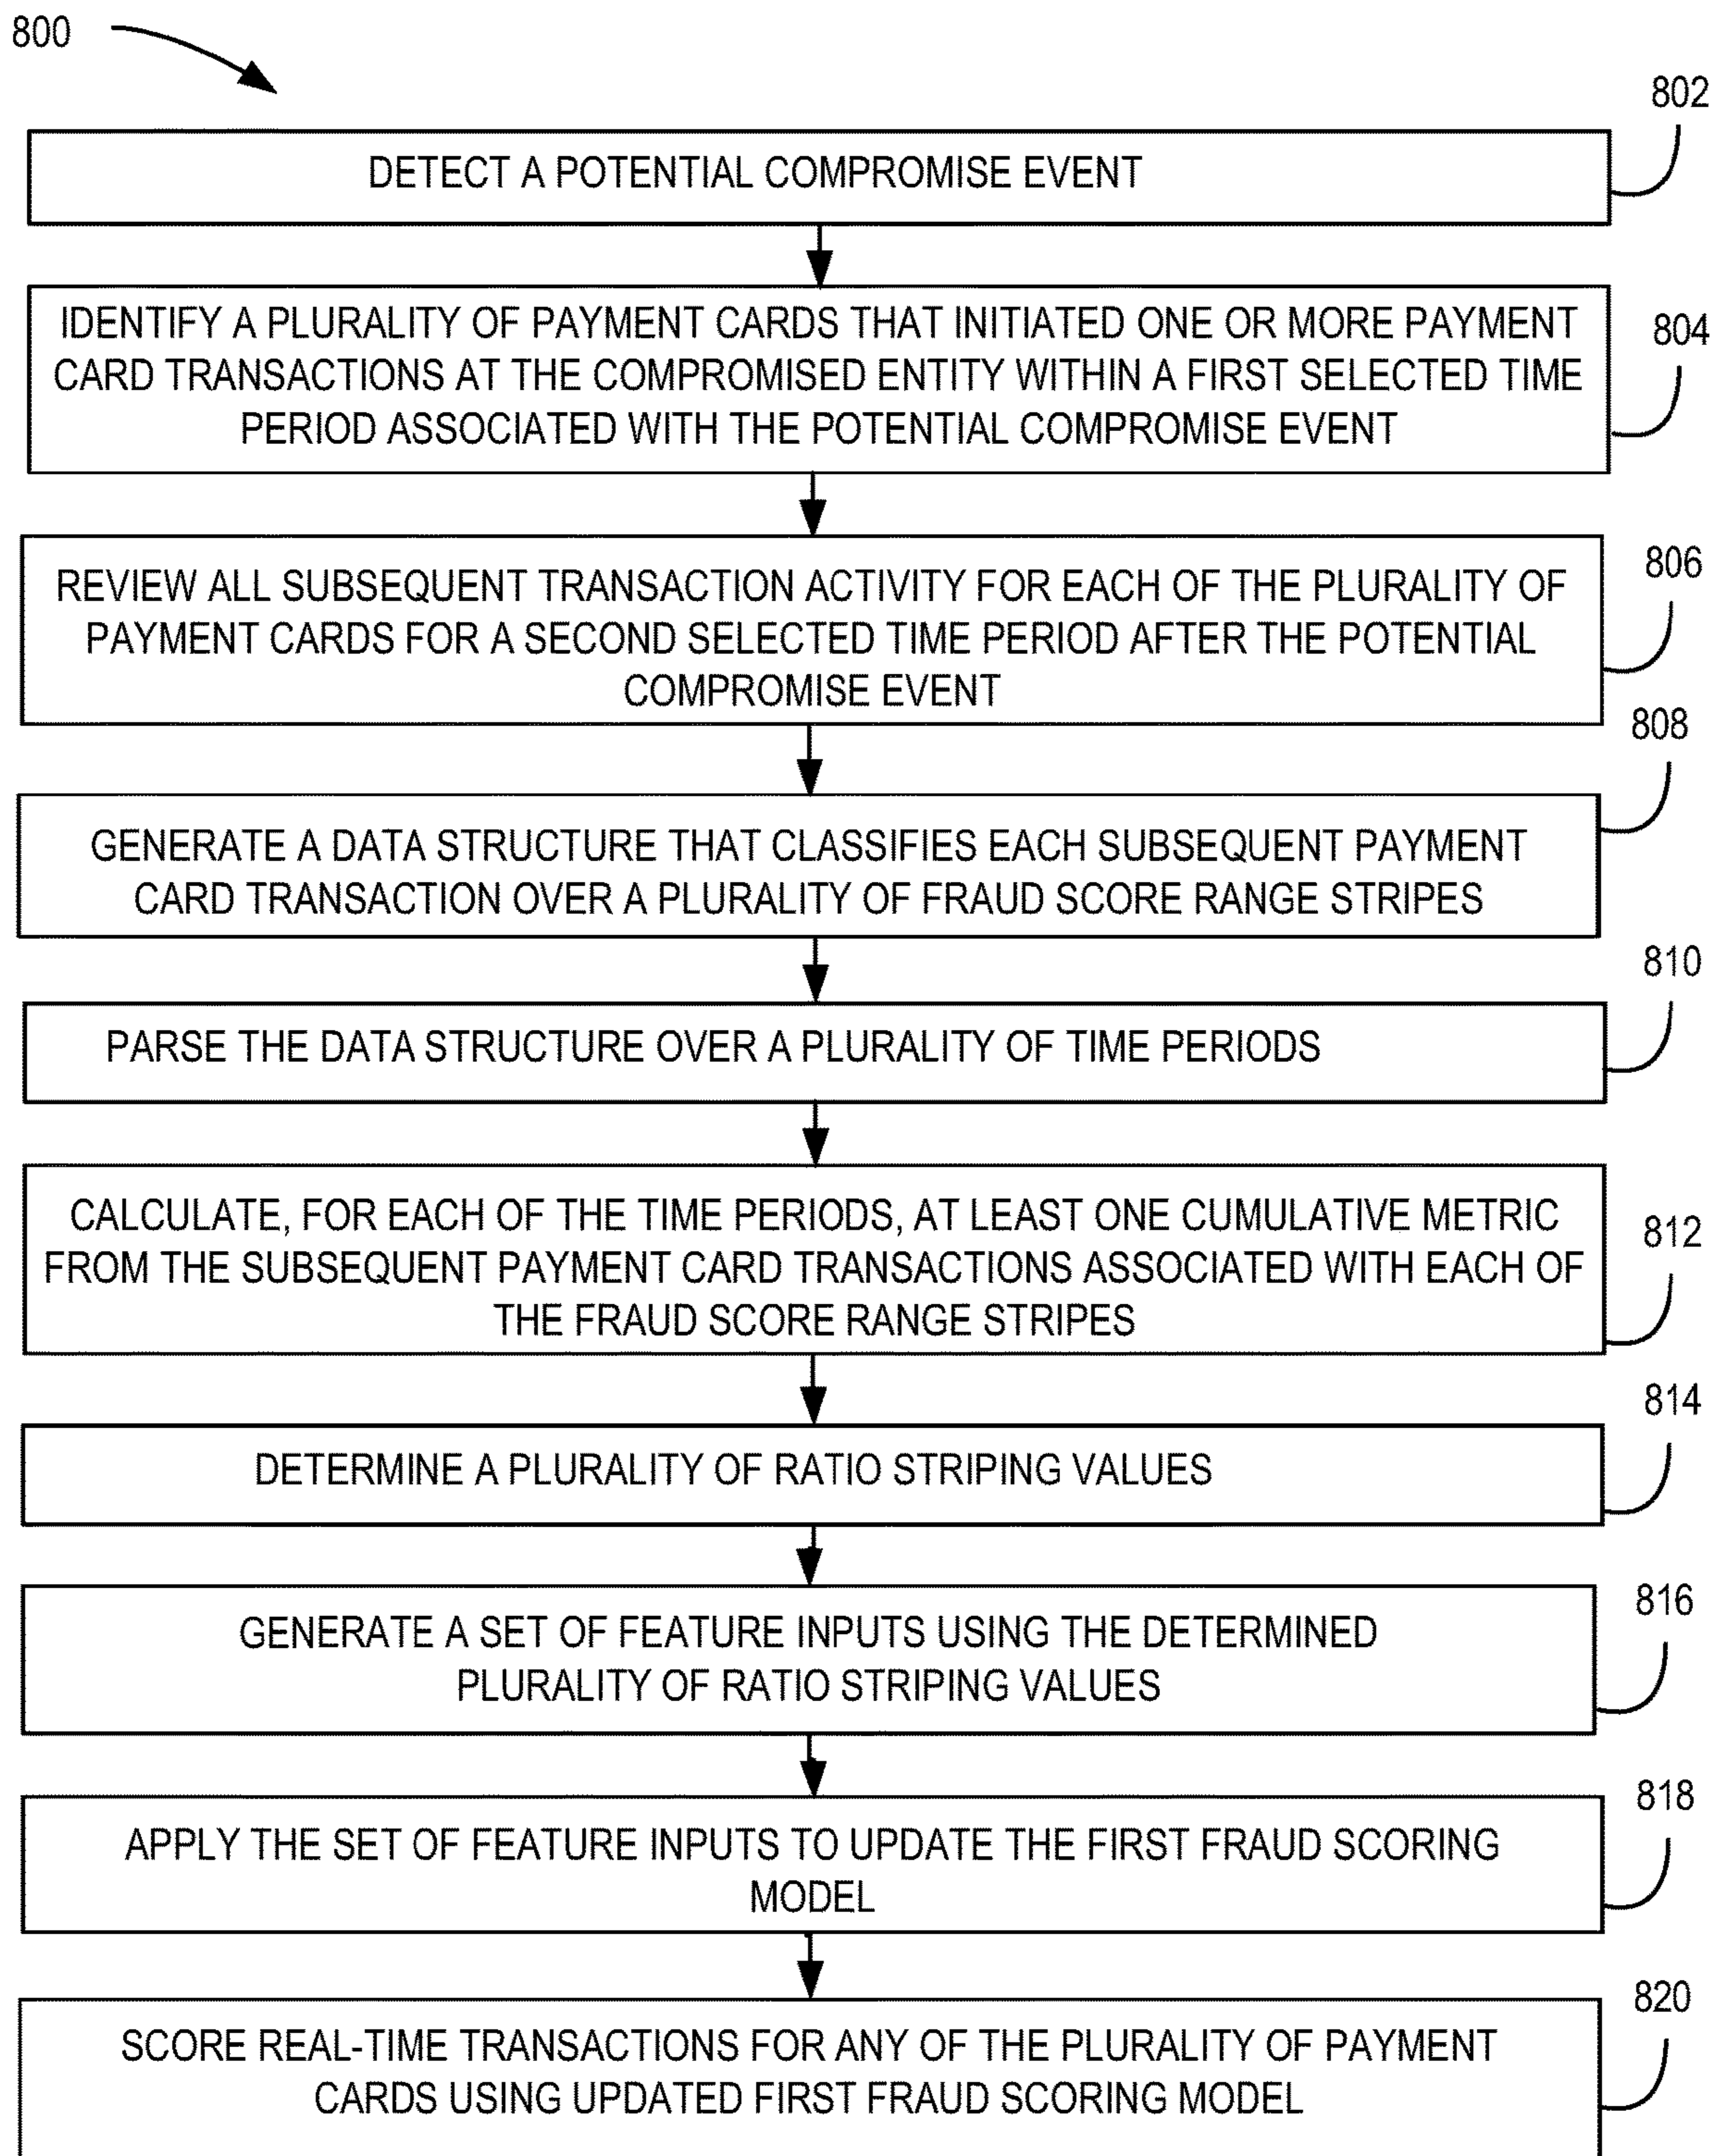 800
802
DETECT A POTENTIAL COMPROMISE EVENT
IDENTIFY A PLURALITY OF PAYMENT CARDS THAT INITIATED ONE OR MORE PAYMENT
CARD TRANSACTIONS AT THE COMPROMISED ENTITY WITHIN A FIRST SELECTED TIME
PERIOD ASSOCIATED WITH THE POTENTIAL COMPROMISE EVENT
804
REVIEW ALL SUBSEQUENT TRANSACTION ACTIVITY FOR EACH OF THE PLURALITY OF
PAYMENT CARDS FOR A SECOND SELECTED TIME PERIOD AFTER THE POTENTIAL
COMPROMISE EVENT
806
808
GENERATE A DATA STRUCTURE THAT CLASSIFIES EACH SUBSEQUENT PAYMENT
CARD TRANSACTION OVER A PLURALITY OF FRAUD SCORE RANGE STRIPES
810
PARSE THE DATA STRUCTURE OVER A PLURALITY OF TIME PERIODS
CALCULATE, FOR EACH OF THE TIME PERIODS, AT LEAST ONE CUMULATIVE METRIC
FROM THE SUBSEQUENT PAYMENT CARD TRANSACTIONS ASSOCIATED WITH EACH OF
THE FRAUD SCORE RANGE STRIPES
812
814
DETERMINE A PLURALITY OF RATIO STRIPING VALUES
816
GENERATE A SET OF FEATURE INPUTS USING THE DETERMINED
PLURALITY OF RATIO STRIPING VALUES
818
APPLY THE SET OF FEATURE INPUTS TO UPDATE THE FIRST FRAUD SCORING
MODEL
820
SCORE REAL-TIME TRANSACTIONS FOR ANY OF THE PLURALITY OF PAYMENT
CARDS USING UPDATED FIRST FRAUD SCORING MODEL